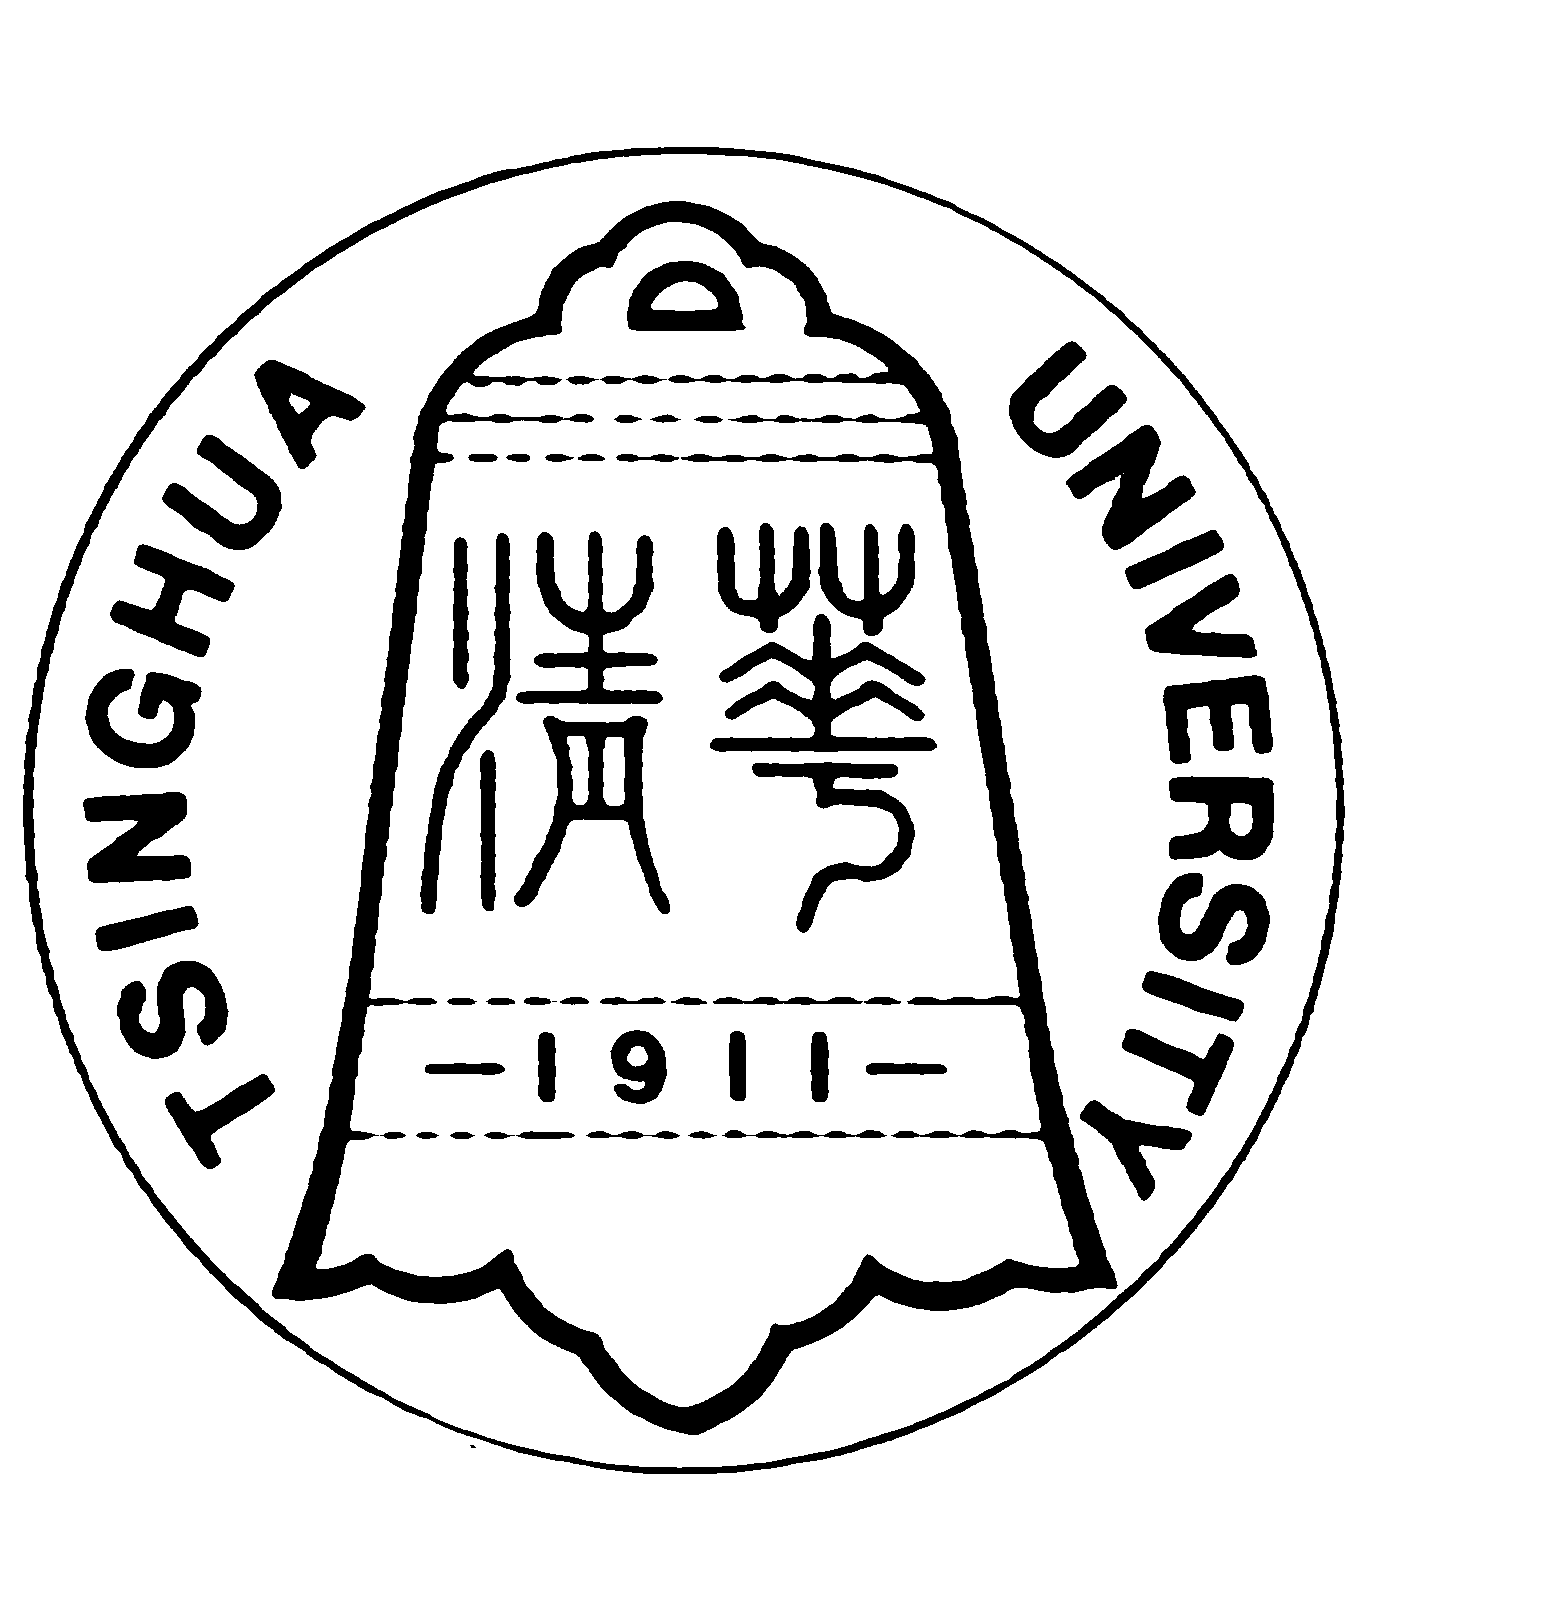 TSINGHUA UNIVERSITY
清華
—1911—